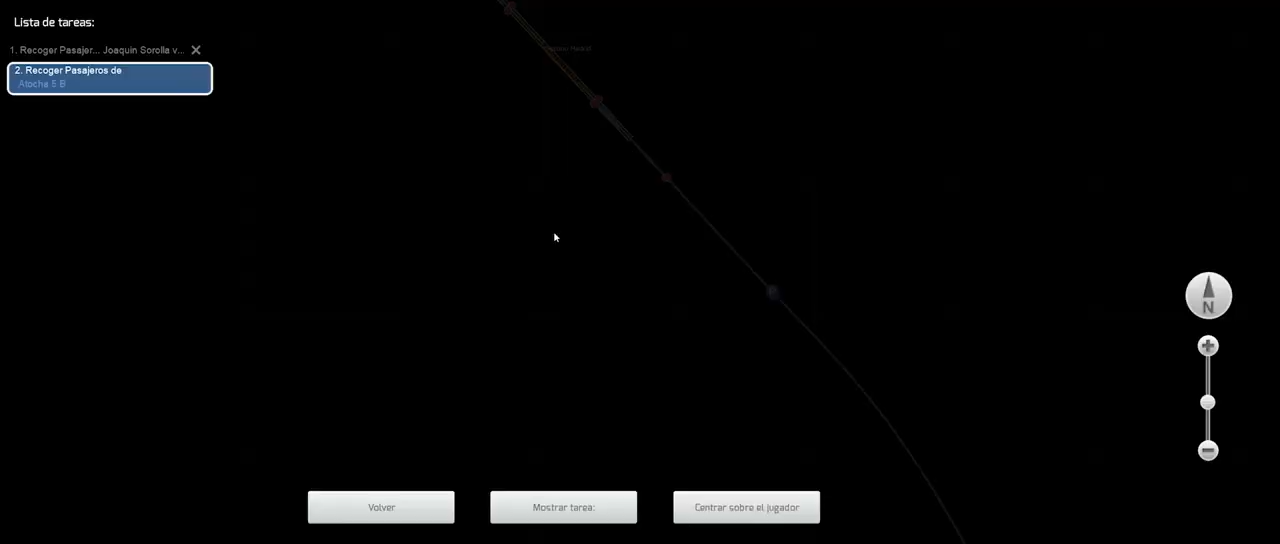 Lista de tareas:
1. Recoger Pasajer... Joaquin Sorolla v...
2. Recoger Pasajeros de
Atocha 5 B
N
Volver
Mostrar tarea:
Centrar sobre el jugador